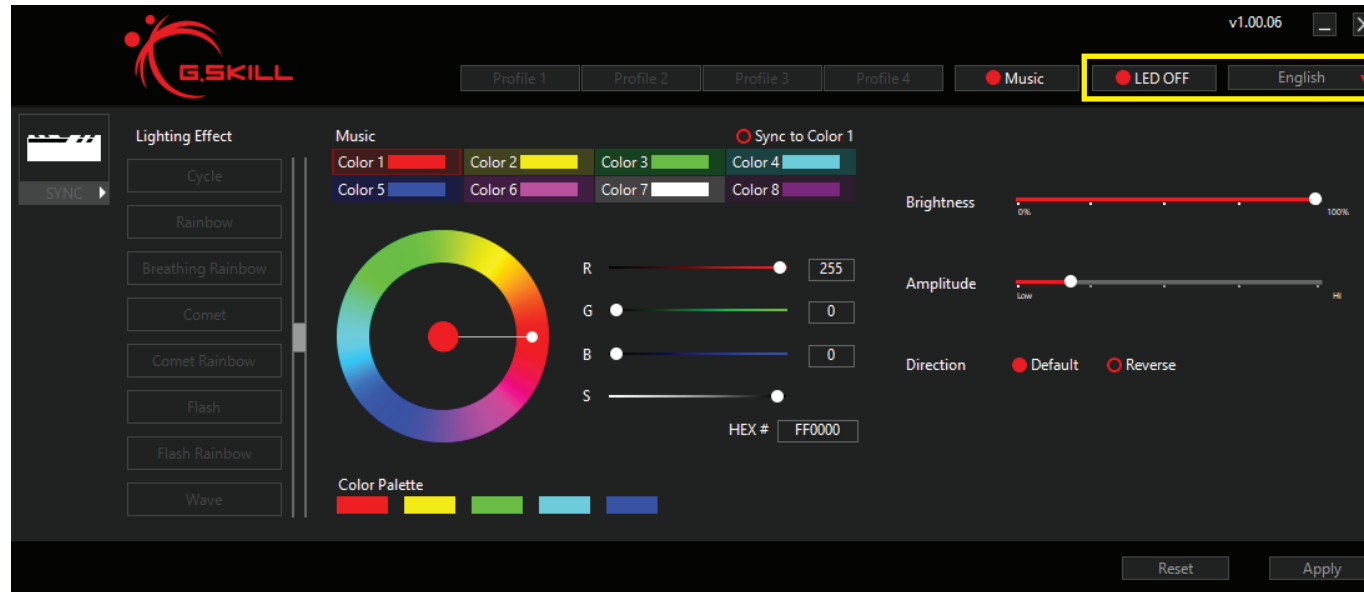 v1.00.06
G.SKILL
Profile 1 Profile 2 Profile 3 Profile 4 Music LED OFF English
SYNC
Lighting Effect
Cycle
Rainbow
Breathing Rainbow
Comet
Comet Rainbow
Flash
Flash Rainbow
Wave
Music Sync to Color 1
Color 1 Color 2 Color 3 Color 4
Color 5 Color 6 Color 7 Color 8
R 255
G 0
B 0
S
HEX # FF0000
Color Palette
Brightness
0% 100%
Amplitude
Low Hi
Direction Default Reverse
Reset Apply